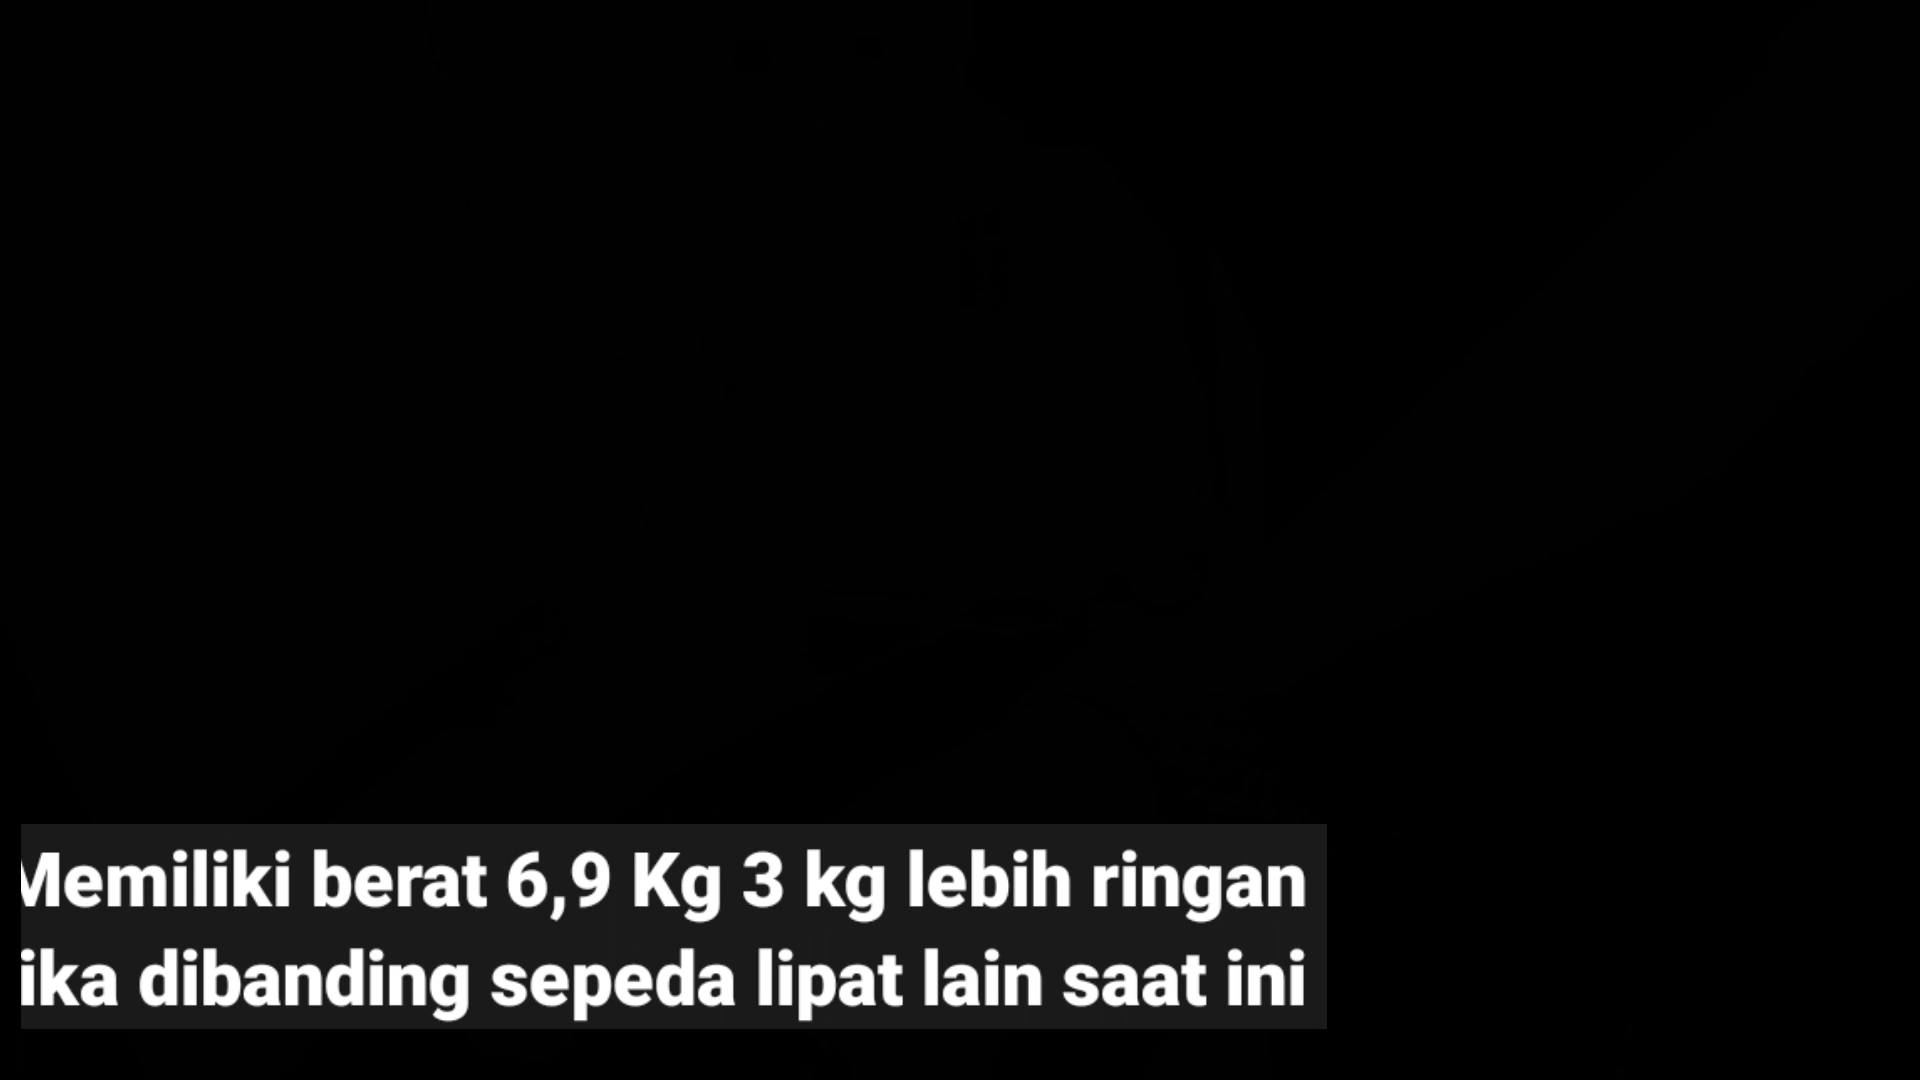 Memiliki berat 6,9 Kg 3 kg lebih ringan
ika dibanding sepeda lipat lain saat ini